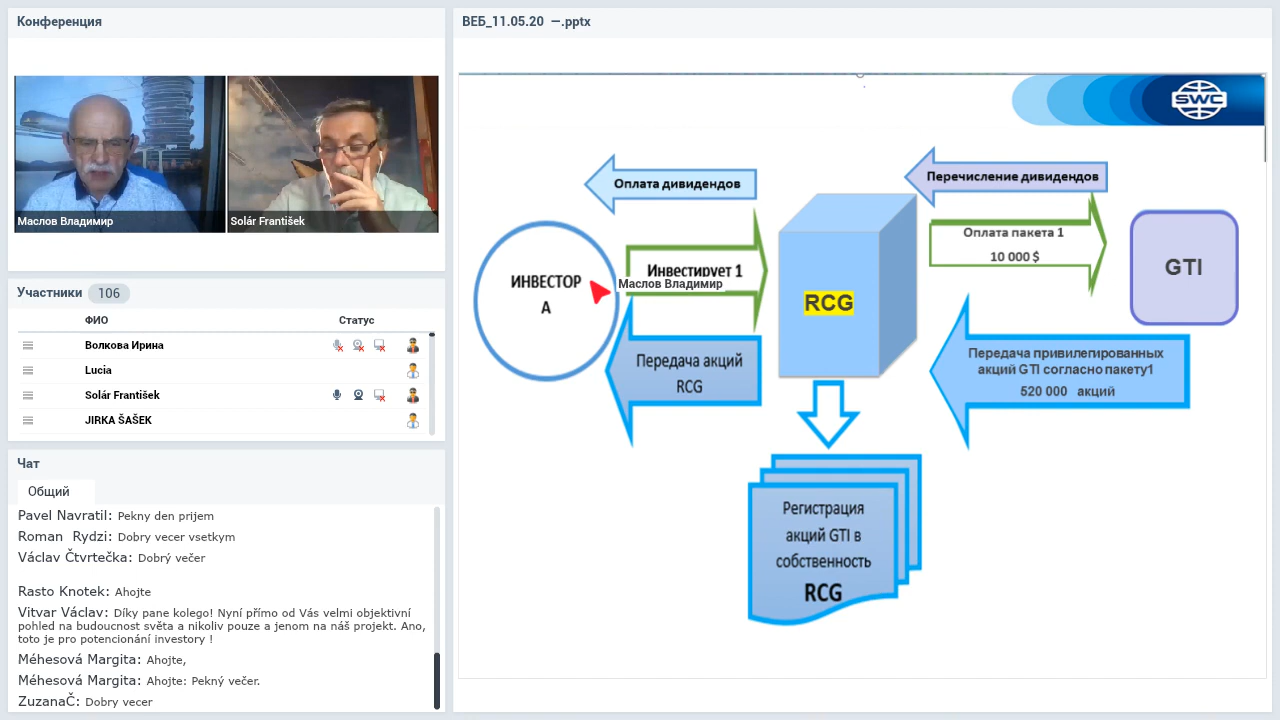 Конференция
Маслов Владимир
Solár František
Участники 106
ФИО Статус
Волкова Ирина
Lucia
Solár František
JIRKA ŠAŠEK
Чат
Общий
Pavel Navratil: Pekny den prijem
Roman Rydzi: Dobry vecer vsetkym
Václav Čtvrtečka: Dobrý večer
Rasto Knotek: Ahojte
Vitvar Václav: Díky pane kolego! Nyní přímo od Vás velmi objektivní
pohled na budoucnost světa a nikoliv pouze a jenom na náš projekt. Ano,
toto je pro potencionání investory !
Méhesová Margita: Ahojte,
Méhesová Margita: Ahojte: Pekný večer.
ZuzanaČ: Dobry vecer
ВЕБ_11.05.20 —.pptx
SWC
Оплата дивидендов
Перечисление дивидендов
ИНВЕСТОР
А
Инвестирует 1
Маслов Владимир
RCG
Оплата пакета 1
10 000 $
GTI
Передача акций
RCG
Передача привилегированных
акций GTI согласно пакету1
520 000 акций
Регистрация
акций GTI в
собственность
RCG